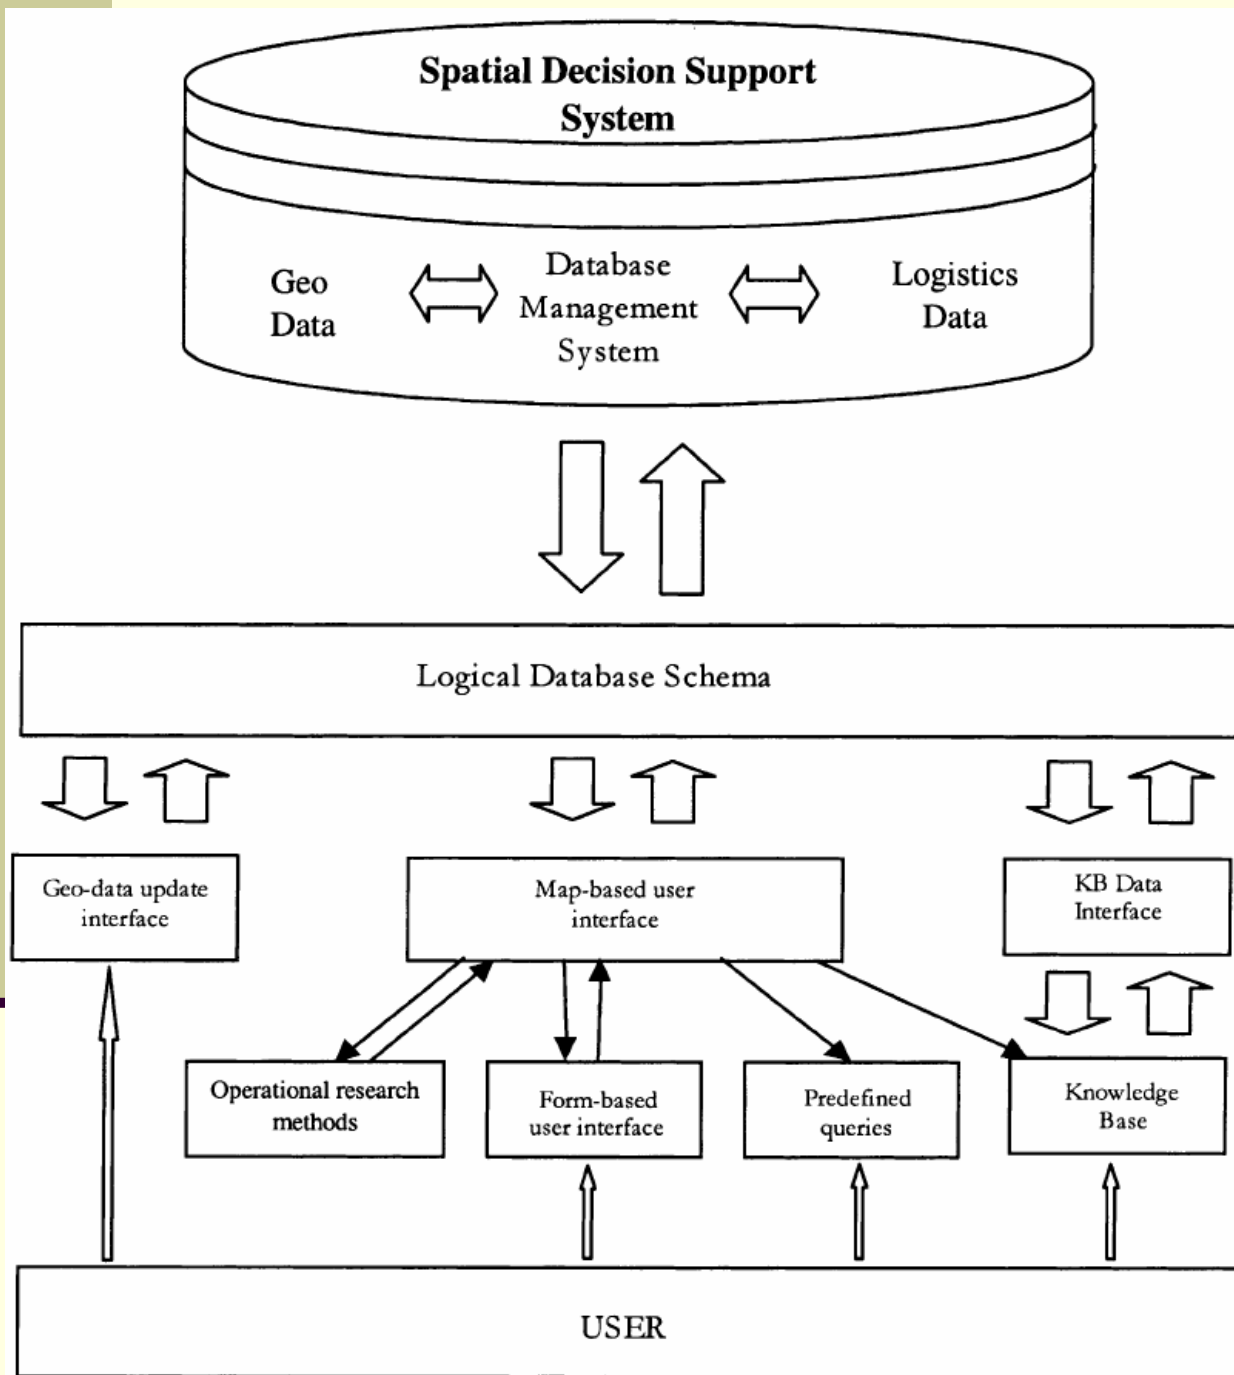 Spatial Decision Support
System
Geo
Data
Database
Management
System
Logistics
Data
Logical Database Schema
Geo-data update
interface
Map-based user
interface
KB Data
Interface
Operational research
methods
Form-based
user interface
Predefined
queries
Knowledge
Base
USER